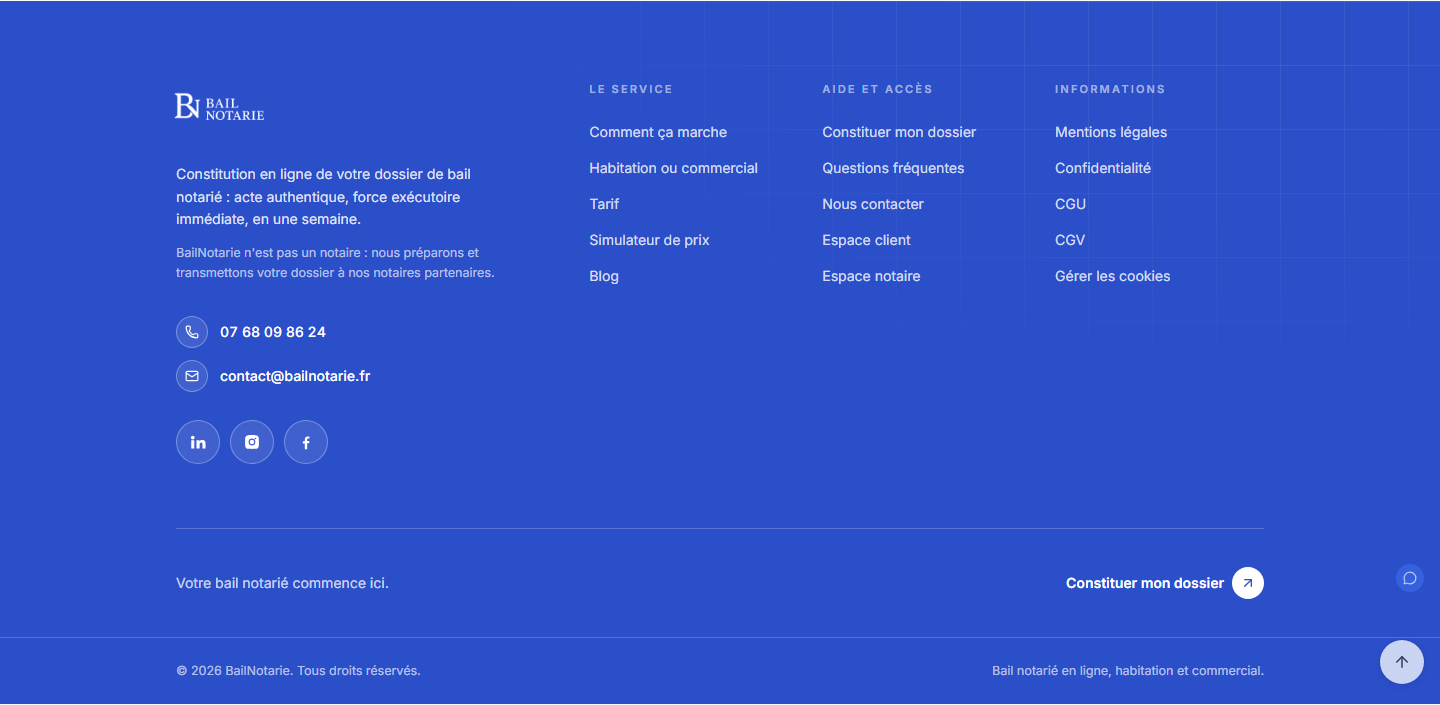 BN BAIL
NOTARIE
Constitution en ligne de votre dossier de bail
notarié : acte authentique, force exécutoire
immédiate, en une semaine.
BailNotarie n'est pas un notaire : nous préparons et
transmettons votre dossier à nos notaires partenaires.
07 68 09 86 24
contact@bailnotarie.fr
in
f
LE SERVICE
Comment ça marche
Habitation ou commercial
Tarif
Simulateur de prix
Blog
AIDE ET ACCÈS
Constituer mon dossier
Questions fréquentes
Nous contacter
Espace client
Espace notaire
INFORMATIONS
Mentions légales
Confidentialité
CGU
CGV
Gérer les cookies
Votre bail notarié commence ici.
Constituer mon dossier
© 2026 BailNotarie. Tous droits réservés.
Bail notarié en ligne, habitation et commercial.